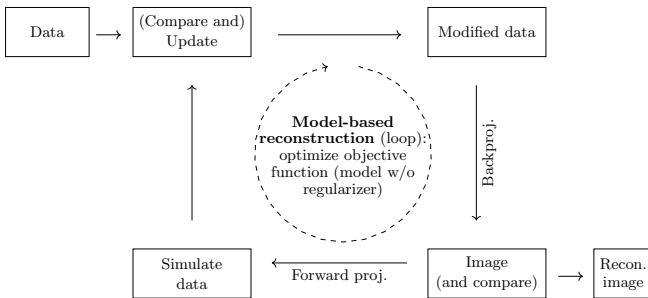 Data
(Compare and)
Update
Modified data
Model-based
reconstruction (loop):
optimize objective
function (model w/o
regularizer)
Backproj.
Simulate
data
Forward proj.
Image
(and compare)
Recon.
image